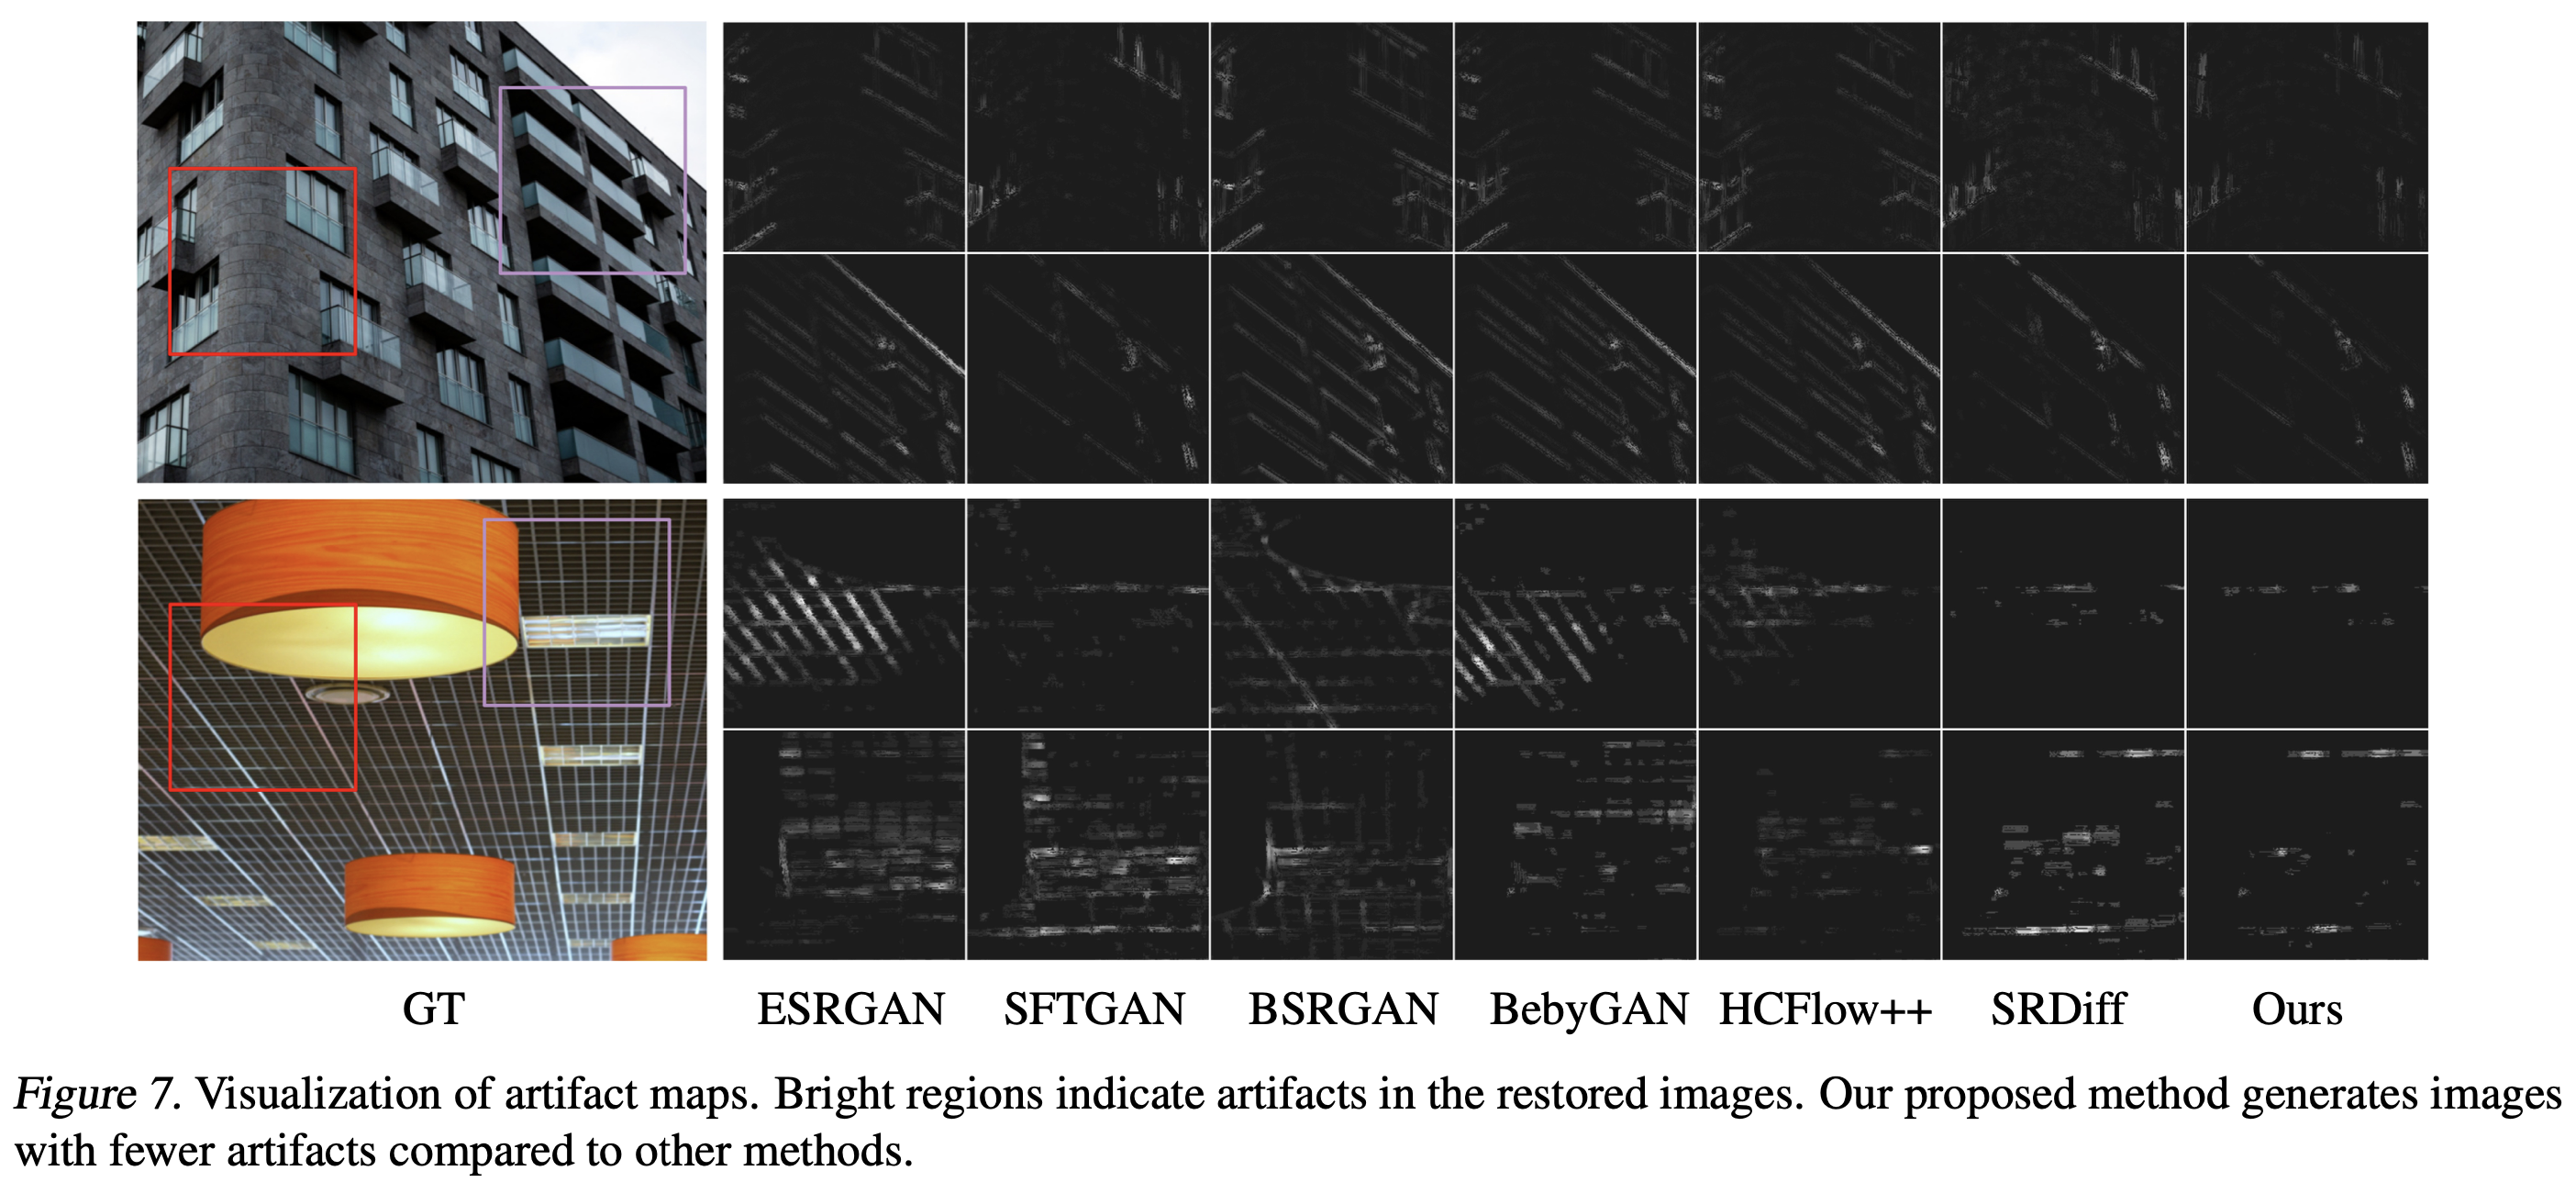 GT ESRGAN SFTGAN BSRGAN BebyGAN HCFlow++ SRDiff Ours
Figure 7. Visualization of artifact maps. Bright regions indicate artifacts in the restored images. Our proposed method generates images
with fewer artifacts compared to other methods.